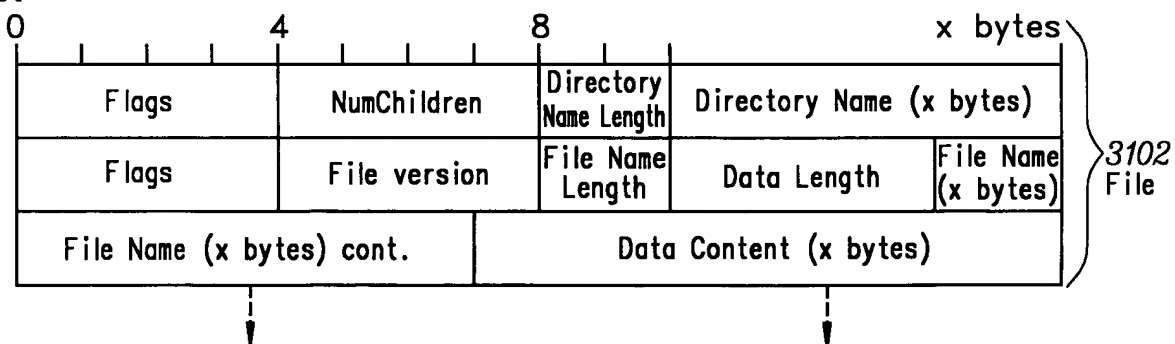 0 4 8 x bytes
Flags NumChildren Directory Name Length Directory Name (x bytes)
Flags File version File Name Length Data Length File Name (x bytes)
File Name (x bytes) cont. Data Content (x bytes)
3102
File